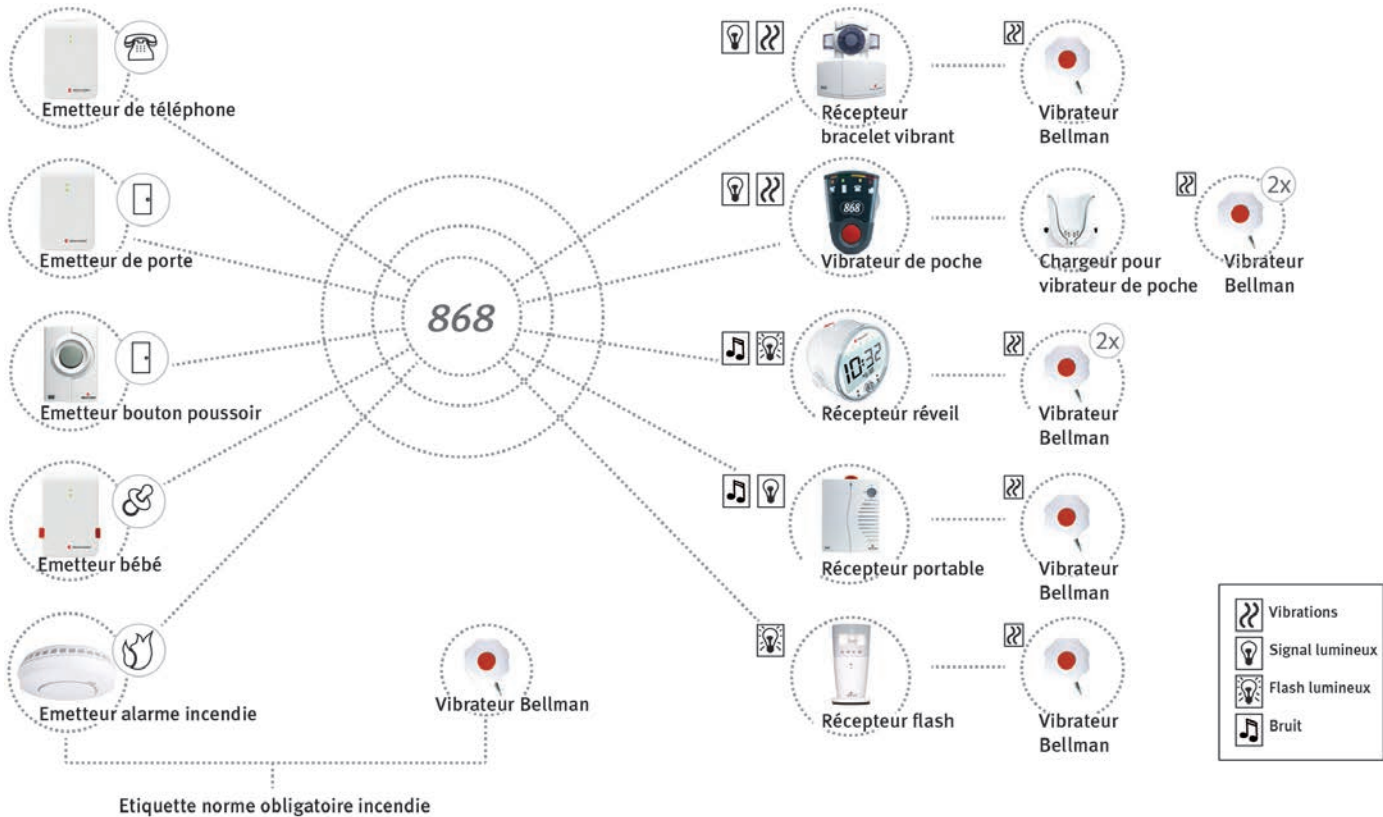 Emetteur de téléphone
Emetteur de porte
Emetteur bouton poussoir
Emetteur bébé
Emetteur alarme incendie
868
Vibrateur Bellman
Etiquette norme obligatoire incendie
Récepteur
bracelet vibrant
Vibrateur
Bellman
868
Vibrateur de poche
Chargeur pour
vibrateur de poche
2x
Vibrateur
Bellman
10:32
Récepteur réveil
2x
Vibrateur
Bellman
Récepteur portable
Vibrateur
Bellman
Récepteur flash
Vibrateur
Bellman
Vibrations
Signal lumineux
Flash lumineux
Bruit